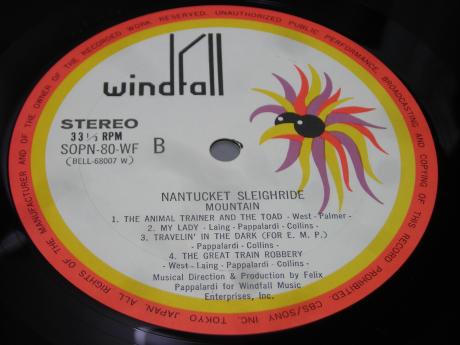 windfall
STEREO
33⅓ RPM
SOPN-80-WF
(BELL-68007 W)
B
NANTUCKET SLEIGHRIDE
MOUNTAIN
1. THE ANIMAL TRAINER AND THE TOAD - West - Palmer -
2. MY LADY - Laing - Pappalardi - Collins -
3. TRAVELIN' IN THE DARK (FOR E. M. P.)
- Pappalardi - Collins -
4. THE GREAT TRAIN ROBBERY
- West - Laing - Pappalardi - Collins -
Musical Direction & Production by Felix
Pappalardi for Windfall Music
Enterprises, Inc.
ALL RIGHTS OF THE MANUFACTURER AND OF THE OWNER OF THE RECORDED WORK RESERVED. UNAUTHORIZED PUBLIC PERFORMANCE, BROADCASTING AND COPYING OF THIS RECORD PROHIBITED. CBS/SONY INC. TOKYO JAPAN.